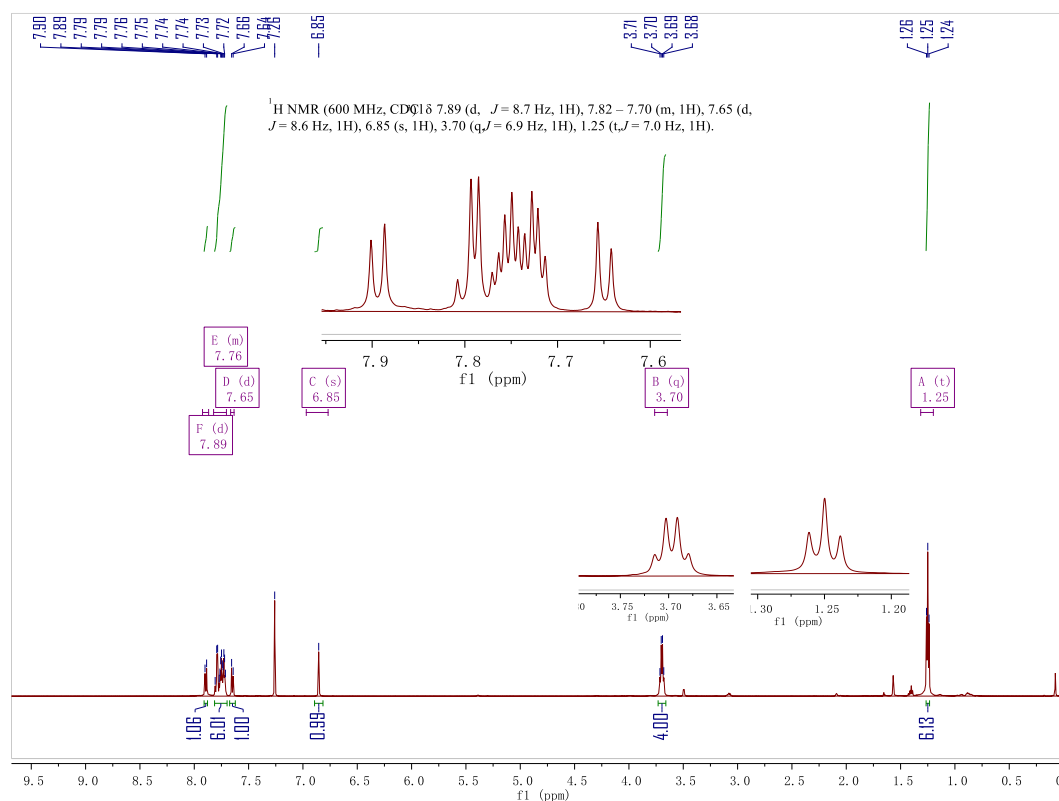 7.90 7.89 7.79 7.79 7.76 7.75 7.74 7.74 7.73 7.72 7.66 7.64 7.26 6.85 3.71 3.70 3.69 3.68 1.26 1.25 1.24
1H NMR (600 MHz, CDCl δ 7.89 (d, J = 8.7 Hz, 1H), 7.82 – 7.70 (m, 1H), 7.65 (d,
J = 8.6 Hz, 1H), 6.85 (s, 1H), 3.70 (q, J = 6.9 Hz, 1H), 1.25 (t, J = 7.0 Hz, 1H).
7.9 7.8 7.7 7.6
f1 (ppm)
E (m)
7.76
D (d)
7.65
C (s)
6.85
B (q)
3.70
A (t)
1.25
F (d)
7.89
3.75 3.70 3.65
f1 (ppm)
1.25 1.20
f1 (ppm)
1.06 6.01 1.00 0.99 4.00 6.13
9.5 9.0 8.5 8.0 7.5 7.0 6.5 6.0 5.5 5.0 4.5 4.0 3.5 3.0 2.5 2.0 1.5 1.0 0.5
f1 (ppm)